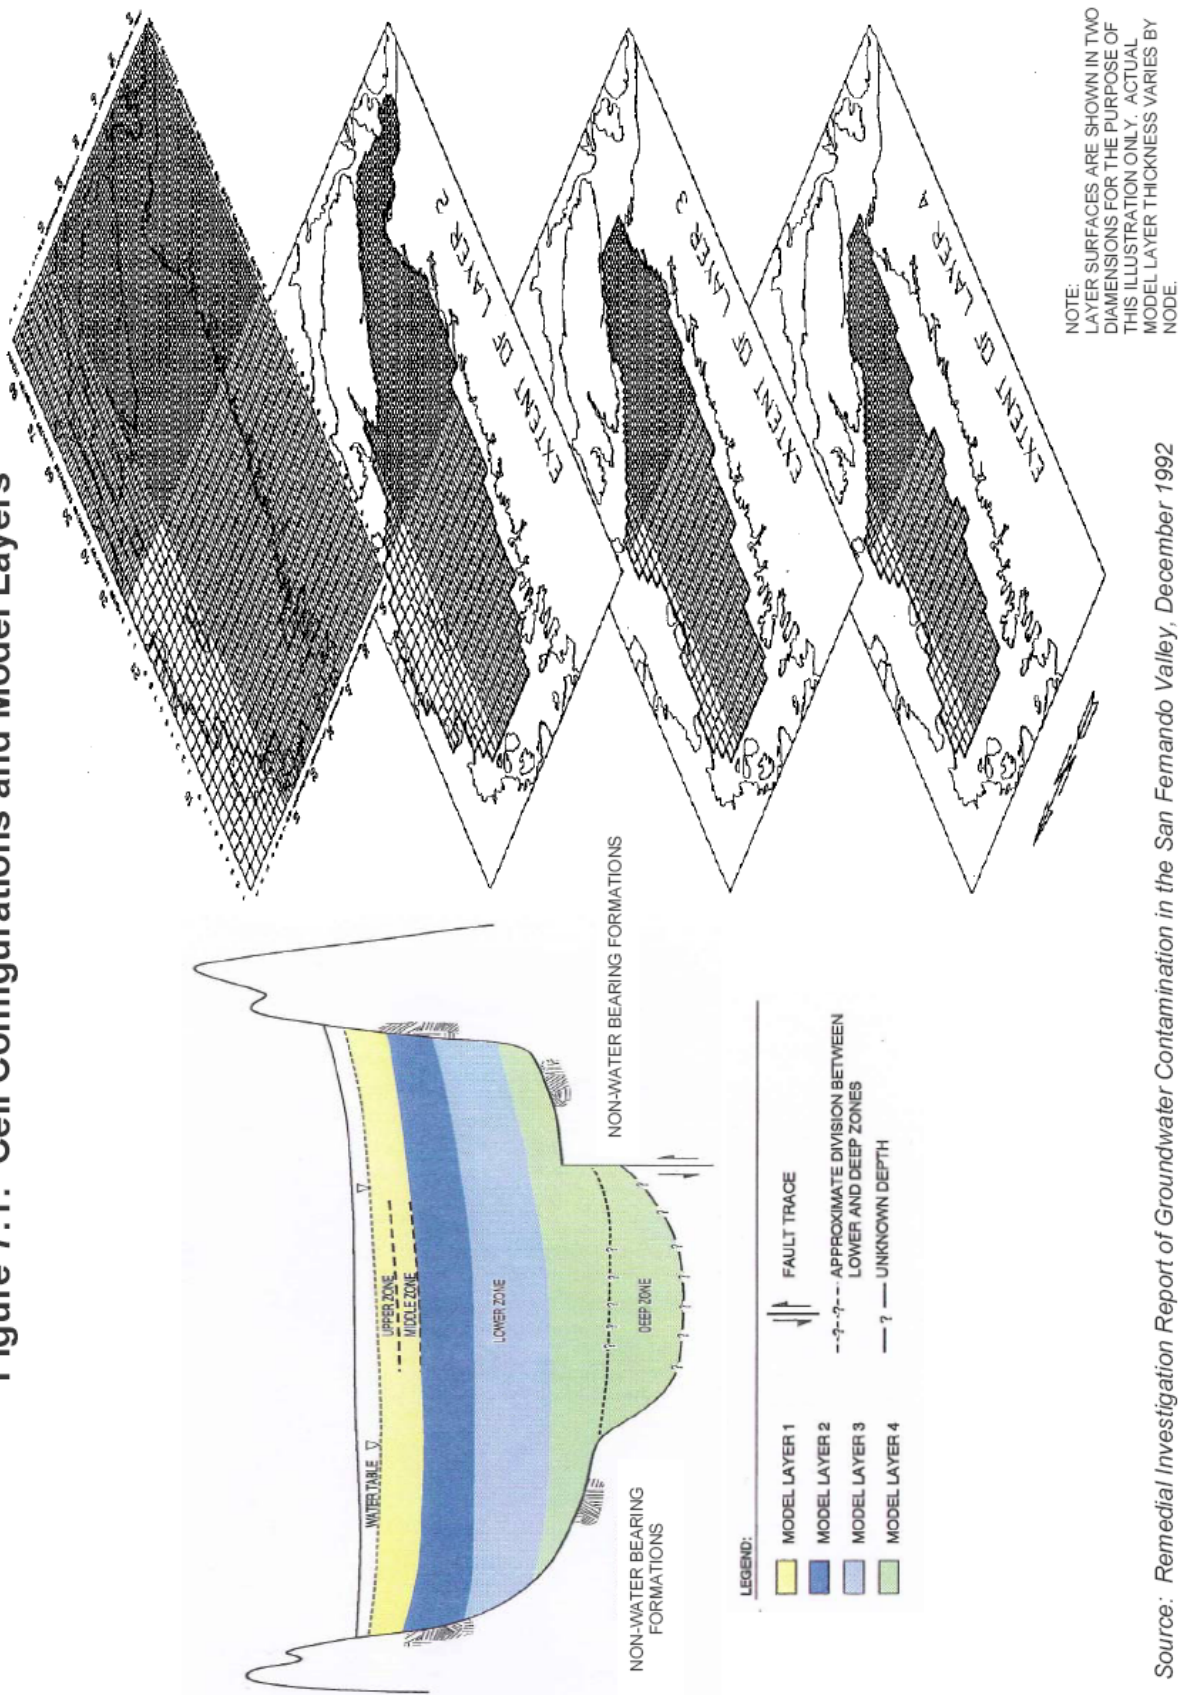 Figure 7.1: Cell Configurations and Model Layers
WATER TABLE
UPPER ZONE
MIDDLE ZONE
LOWER ZONE
DEEP ZONE
NON-WATER BEARING
FORMATIONS
NON-WATER BEARING FORMATIONS
LEGEND:
MODEL LAYER 1
MODEL LAYER 2
MODEL LAYER 3
MODEL LAYER 4
FAULT TRACE
--?--?--- APPROXIMATE DIVISION BETWEEN
LOWER AND DEEP ZONES
— ? — UNKNOWN DEPTH
EXTENT OF LAYER 2
EXTENT OF LAYER 3
EXTENT OF LAYER 4
NOTE:
LAYER SURFACES ARE SHOWN IN TWO
DIAMENSIONS FOR THE PURPOSE OF
THIS ILLUSTRATION ONLY. ACTUAL
MODEL LAYER THICKNESS VARIES BY
NODE.
Source: Remedial Investigation Report of Groundwater Contamination in the San Fernando Valley, December 1992